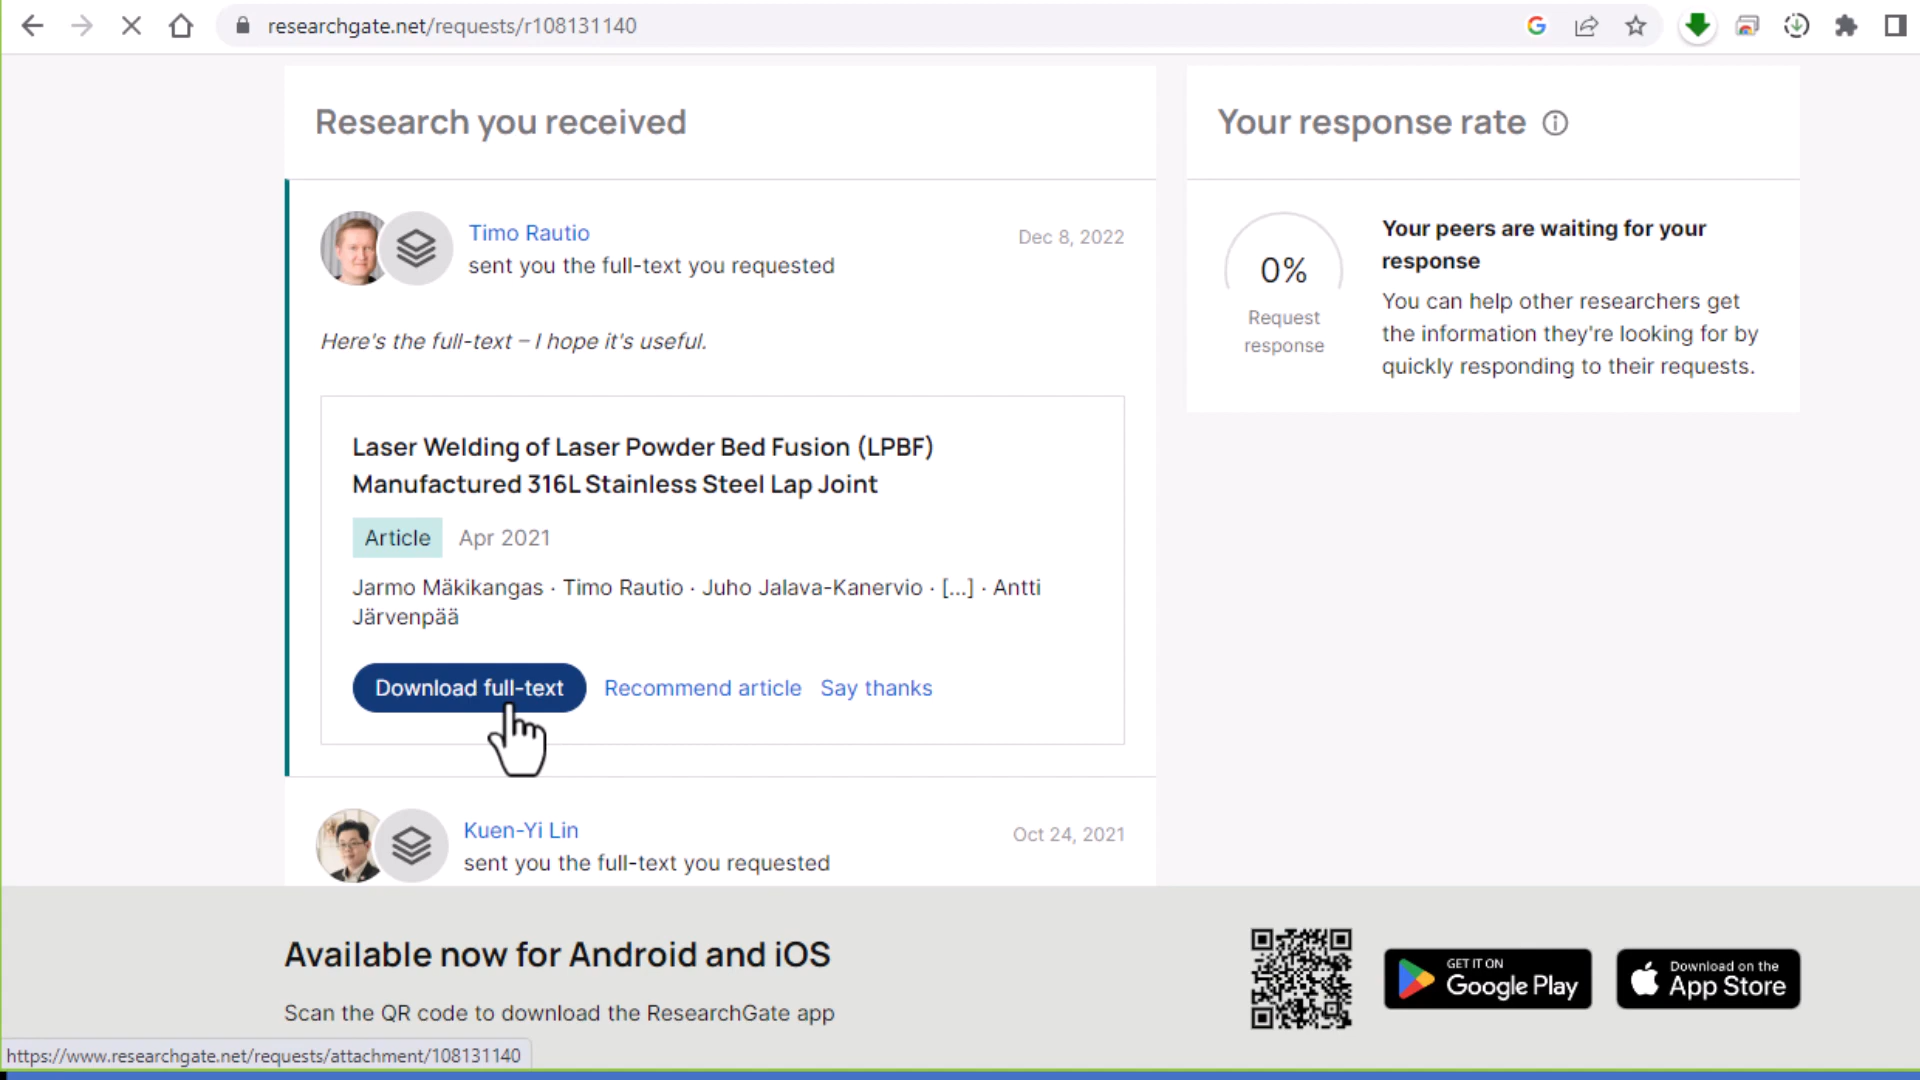 researchgate.net/requests/r108131140
Research you received
Timo Rautio
Dec 8, 2022
sent you the full-text you requested
Here's the full-text – I hope it's useful.
Laser Welding of Laser Powder Bed Fusion (LPBF)
Manufactured 316L Stainless Steel Lap Joint
Article Apr 2021
Jarmo Mäkikangas · Timo Rautio · Juho Jalava-Kanervio · [...] · Antti
Järvenpää
Download full-text Recommend article Say thanks
Kuen-Yi Lin
Oct 24, 2021
sent you the full-text you requested
Your response rate
0%
Request
response
Your peers are waiting for your
response
You can help other researchers get
the information they're looking for by
quickly responding to their requests.
Available now for Android and iOS
Scan the QR code to download the ResearchGate app
GET IT ON
Google Play
Download on the
App Store
https://www.researchgate.net/requests/attachment/108131140